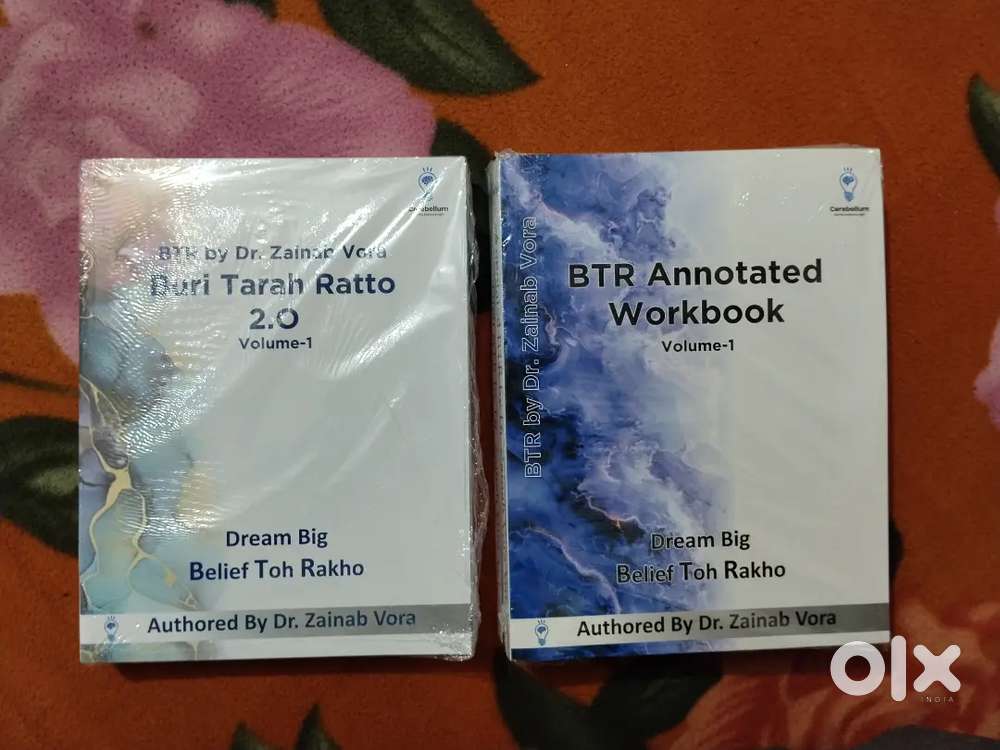 Cerebellum
BTR by Dr. Zainab Vora
Buri Tarah Ratto
2.0
Volume-1
Dream Big
Belief Toh Rakho
Authored By Dr. Zainab Vora
Cerebellum
BTR by Dr. Zainab Vora
BTR Annotated
Workbook
Volume-1
Dream Big
Belief Toh Rakho
Authored By Dr. Zainab Vora
olx
INDIA